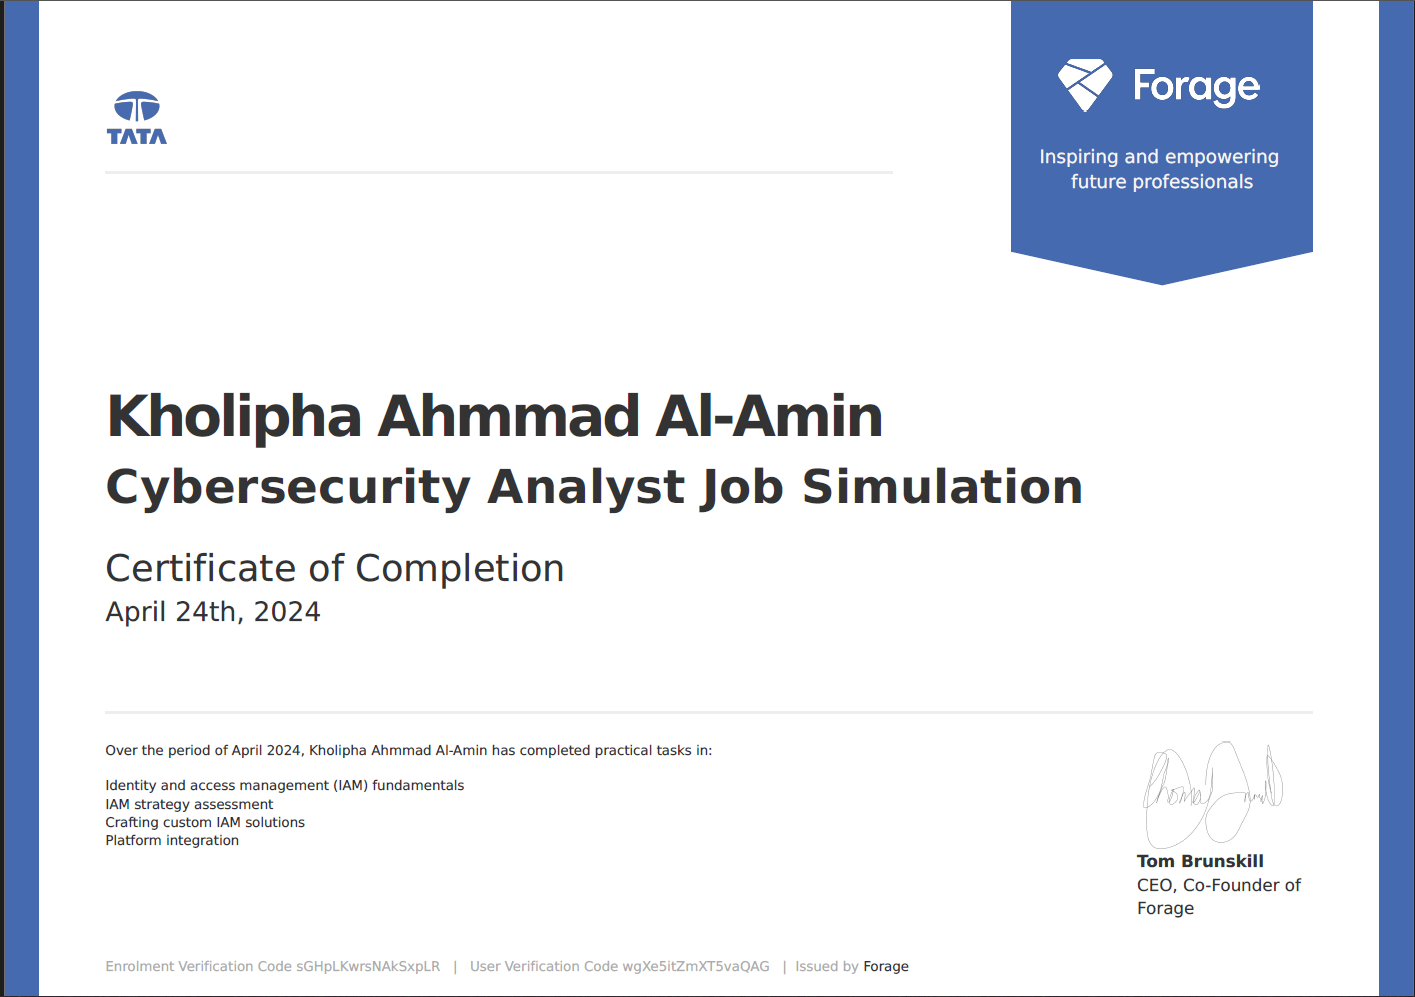 TATA
Forage
Inspiring and empowering
future professionals
Kholipha Ahmmad Al-Amin
Cybersecurity Analyst Job Simulation
Certificate of Completion
April 24th, 2024
Over the period of April 2024, Kholipha Ahmmad Al-Amin has completed practical tasks in:
Identity and access management (IAM) fundamentals
IAM strategy assessment
Crafting custom IAM solutions
Platform integration
Tom Brunskill
CEO, Co-Founder of
Forage
Enrolment Verification Code sGHpLKwrsNAkSxpLR | User Verification Code wgXe5itZmXT5vaQAG | Issued by Forage